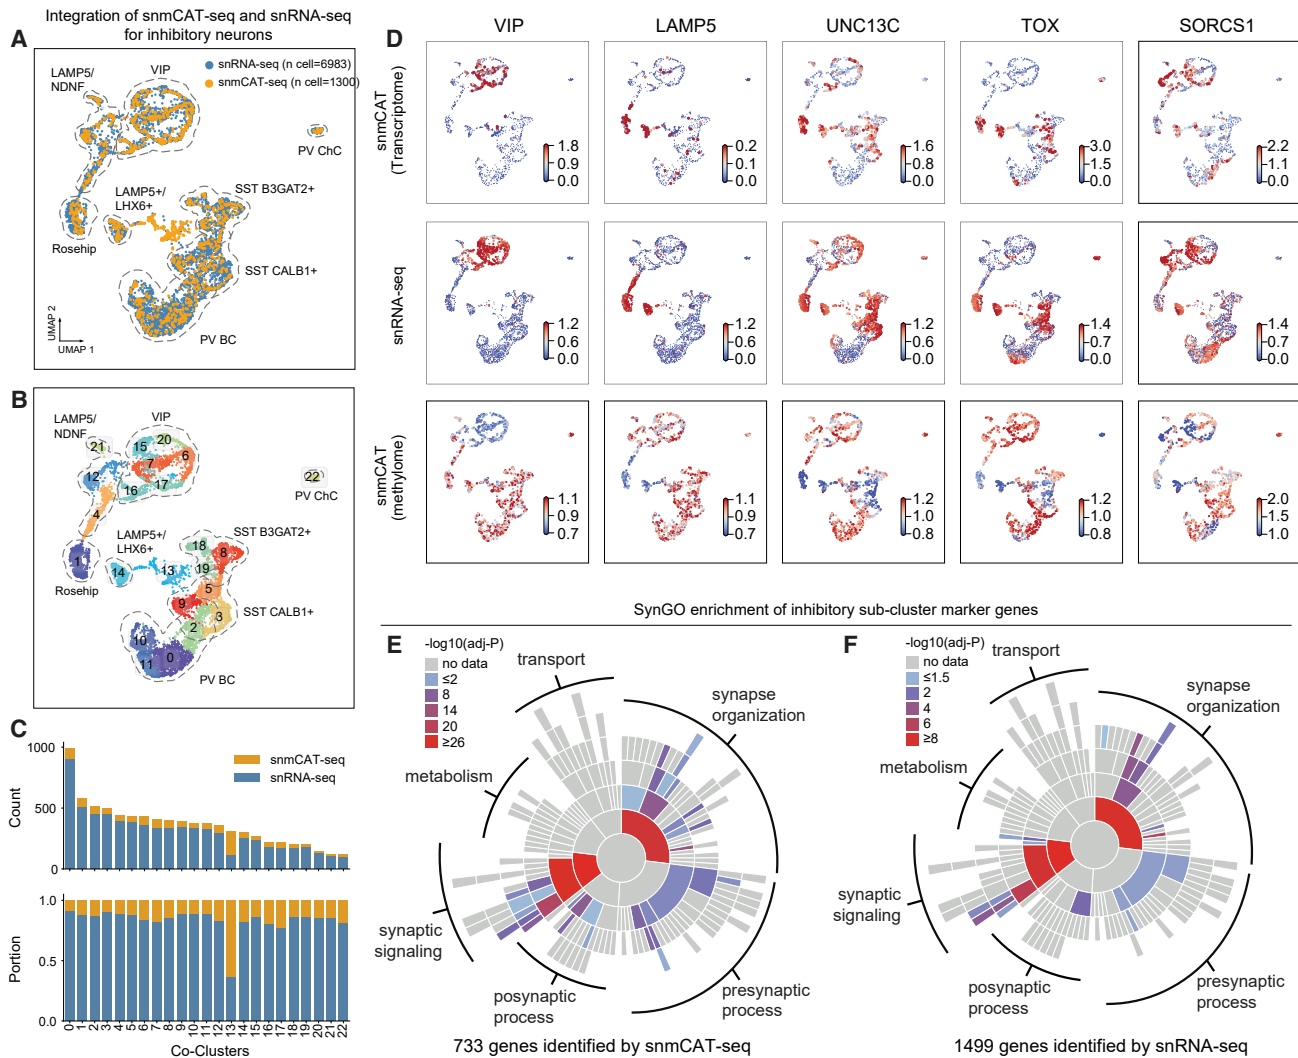 Integration of snmCAT-seq and snRNA-seq
for inhibitory neurons
A
LAMP5/
NDNF
VIP
snRNA-seq (n cell=6983)
snmCAT-seq (n cell=1300)
PV ChC
SST B3GAT2+
LAMP5+/
LHX6+
Rosehip
SST CALB1+
PV BC
UMAP 2
UMAP 1
B
LAMP5/
NDNF
VIP
21
15
20
7
6
12
16
17
22
PV ChC
4
SST B3GAT2+
LAMP5+/
LHX6+
18
8
1
14
13
19
Rosehip
5
9
3
SST CALB1+
2
10
0
11
PV BC
C
1000
500
0
Count
snmCAT-seq
snRNA-seq
1.0
0.5
0.0
Portion
0 1 2 3 4 5 6 7 8 9 10 11 12 13 14 15 16 17 18 19 20 21 22
Co-Clusters
D
VIP
LAMP5
UNC13C
TOX
SORCS1
snmCAT
(Transcriptome)
1.8
0.9
0.0
0.2
0.1
0.0
1.6
0.8
0.0
3.0
1.5
0.0
2.2
1.1
0.0
snRNA-seq
1.2
0.6
0.0
1.2
0.6
0.0
1.2
0.6
0.0
1.4
0.7
0.0
1.4
0.7
0.0
snmCAT
(methylome)
1.1
0.9
0.7
1.1
0.9
0.7
1.2
1.0
0.8
1.2
1.0
0.8
2.0
1.5
1.0
SynGO enrichment of inhibitory sub-cluster marker genes
E
-log10(adj-P)
no data
≤2
8
14
20
≥26
transport
synapse
organization
metabolism
synaptic
signaling
posynaptic
process
presynaptic
process
733 genes identified by snmCAT-seq
F
-log10(adj-P)
no data
≤1.5
2
4
6
≥8
transport
synapse
organization
metabolism
synaptic
signaling
posynaptic
process
presynaptic
process
1499 genes identified by snRNA-seq